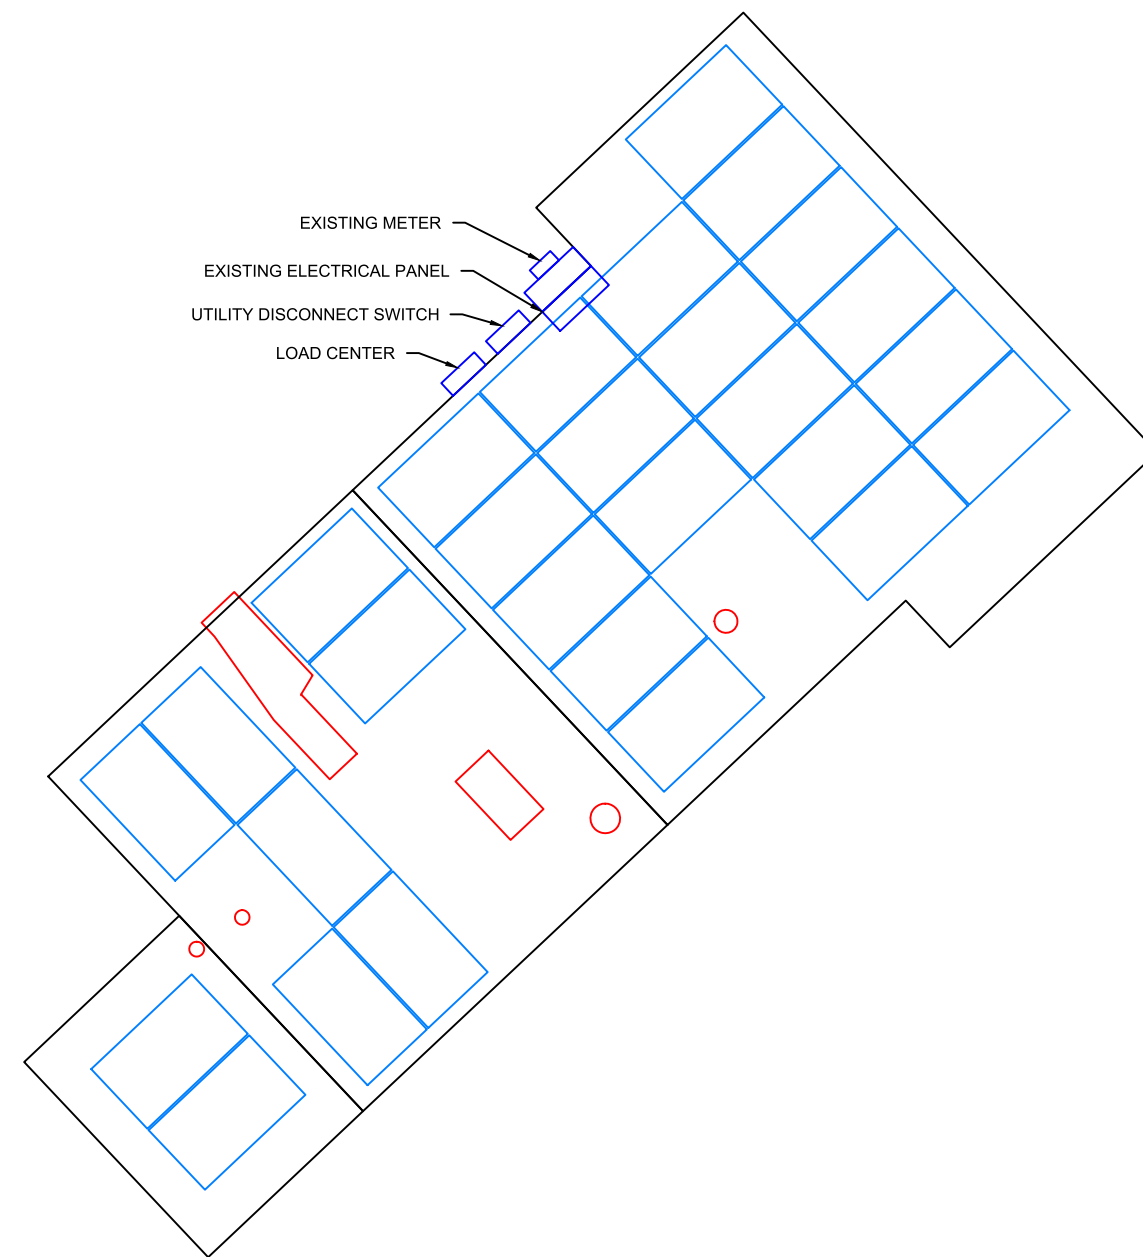 EXISTING METER
EXISTING ELECTRICAL PANEL
UTILITY DISCONNECT SWITCH
LOAD CENTER